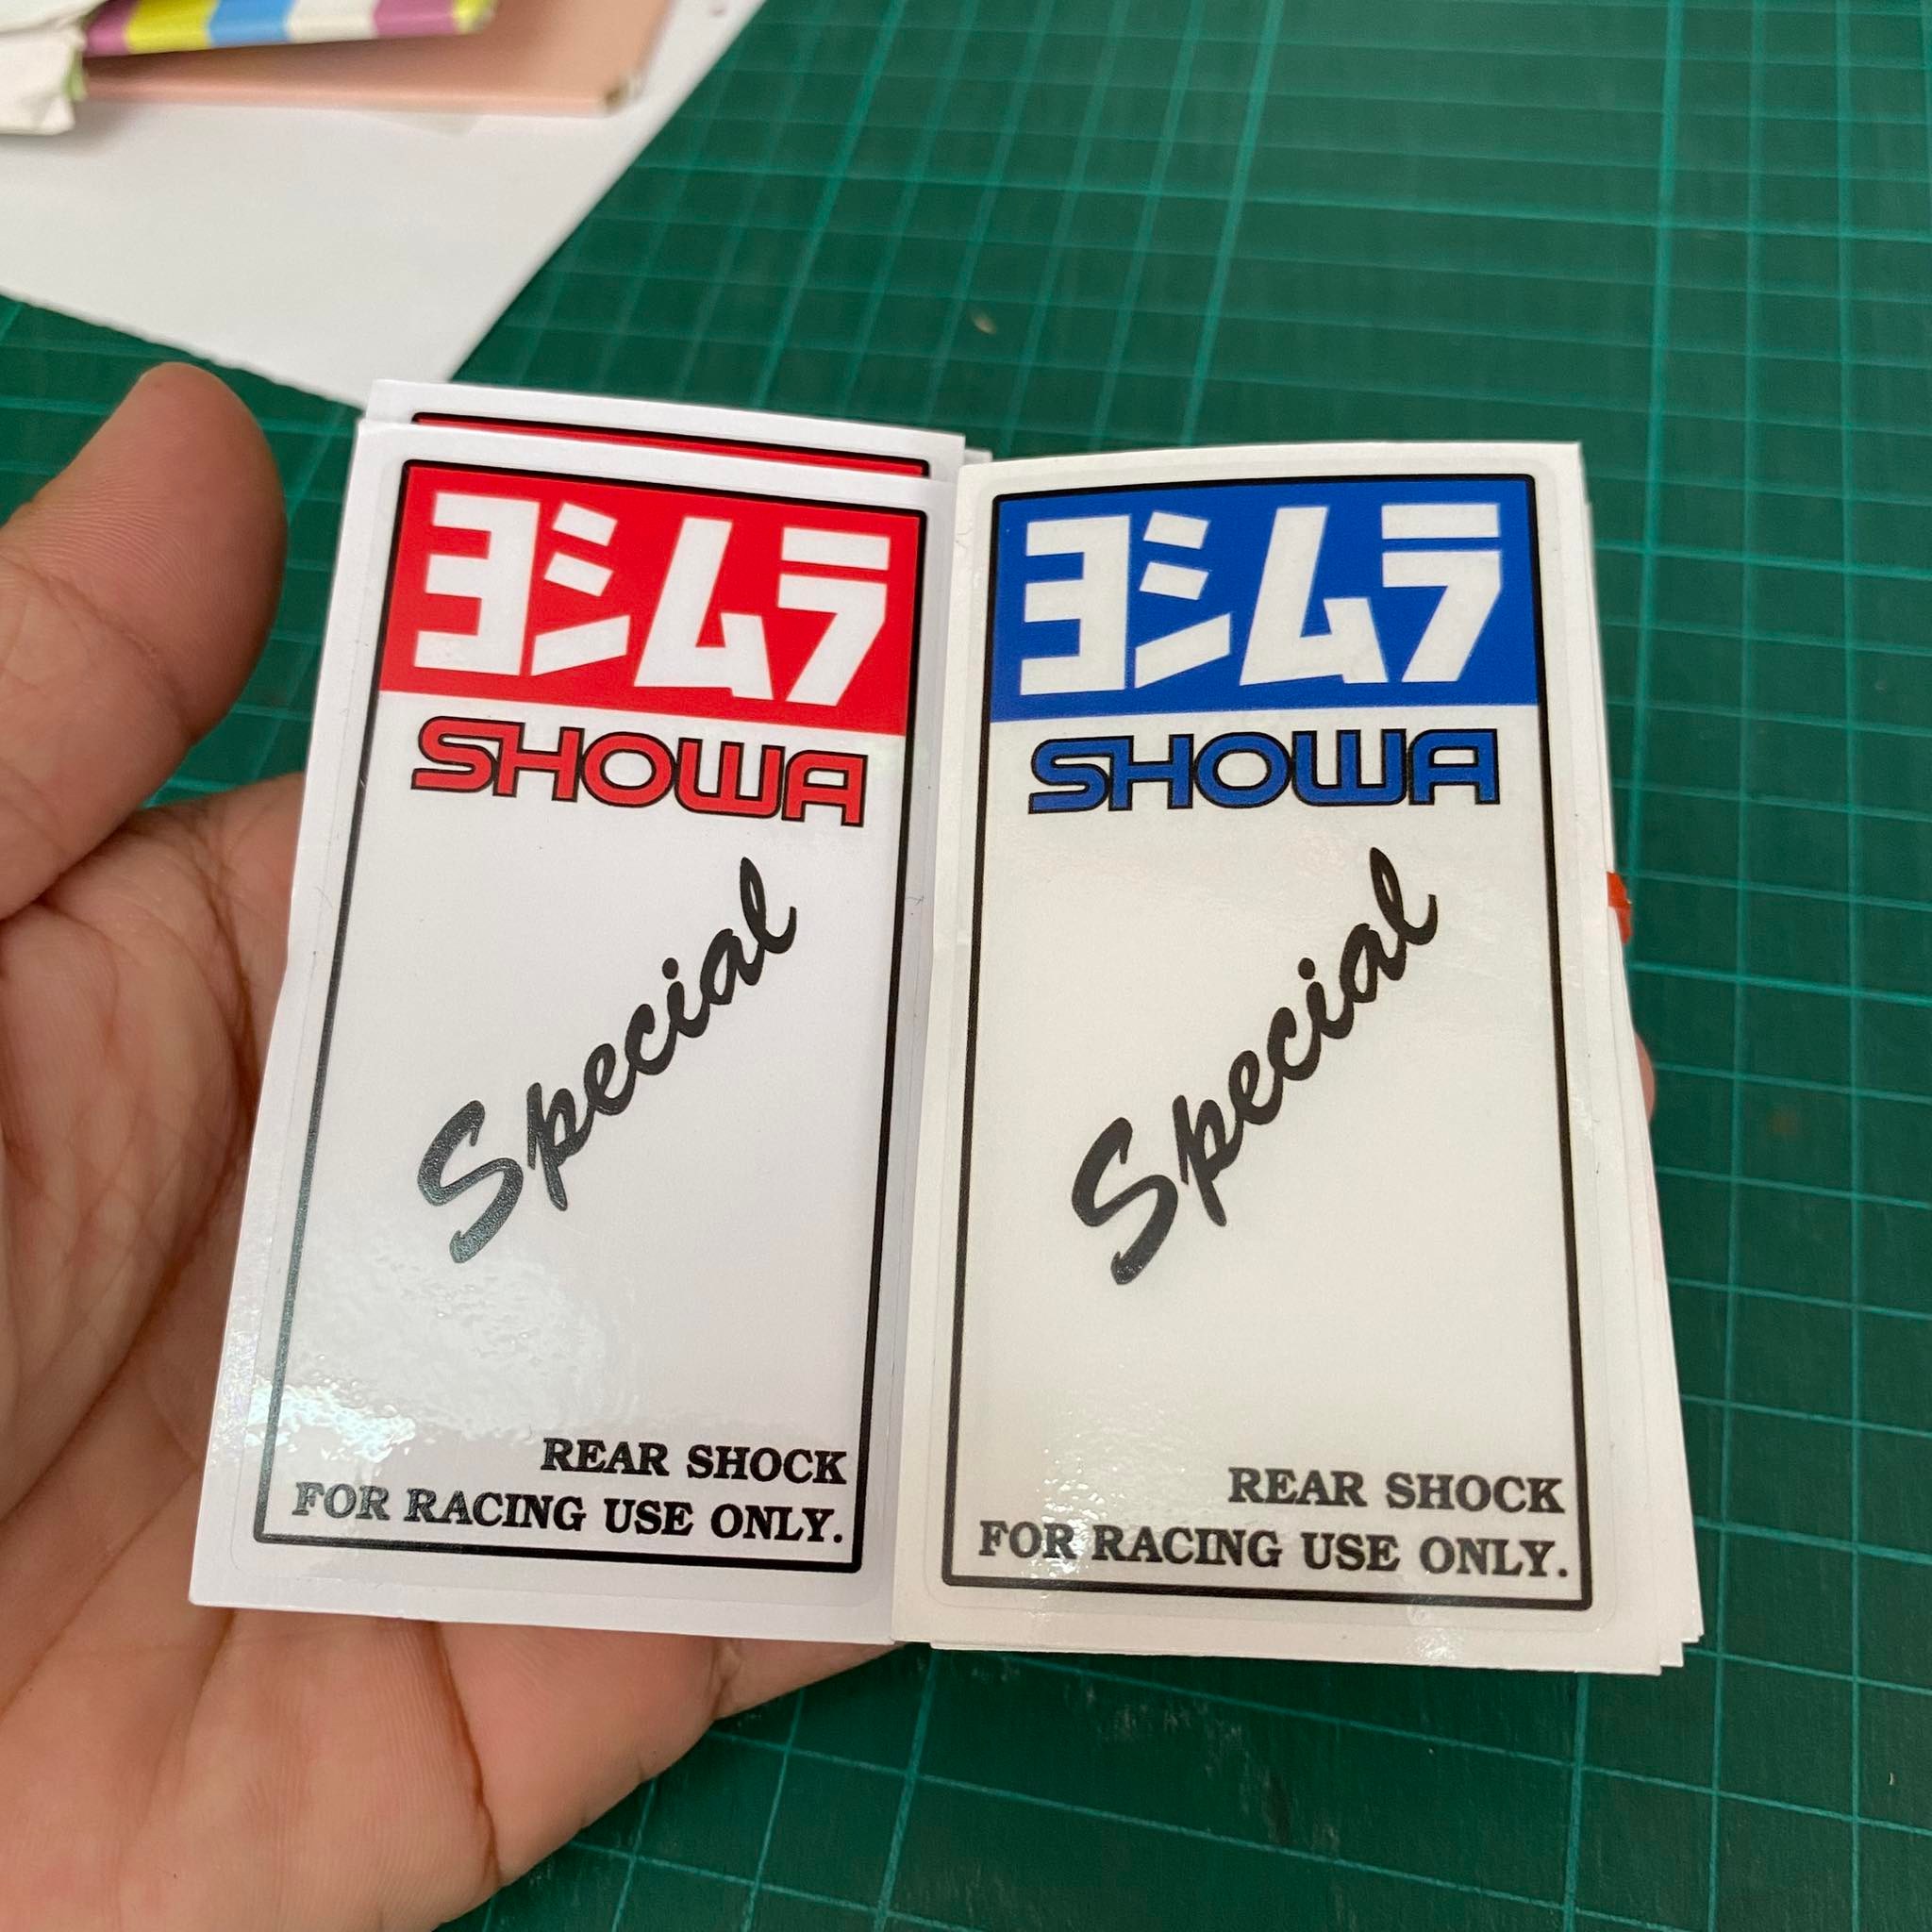 ヨシムラ
SHOWA
Special
REAR SHOCK
FOR RACING USE ONLY.
ヨシムラ
SHOWA
Special
REAR SHOCK
FOR RACING USE ONLY.